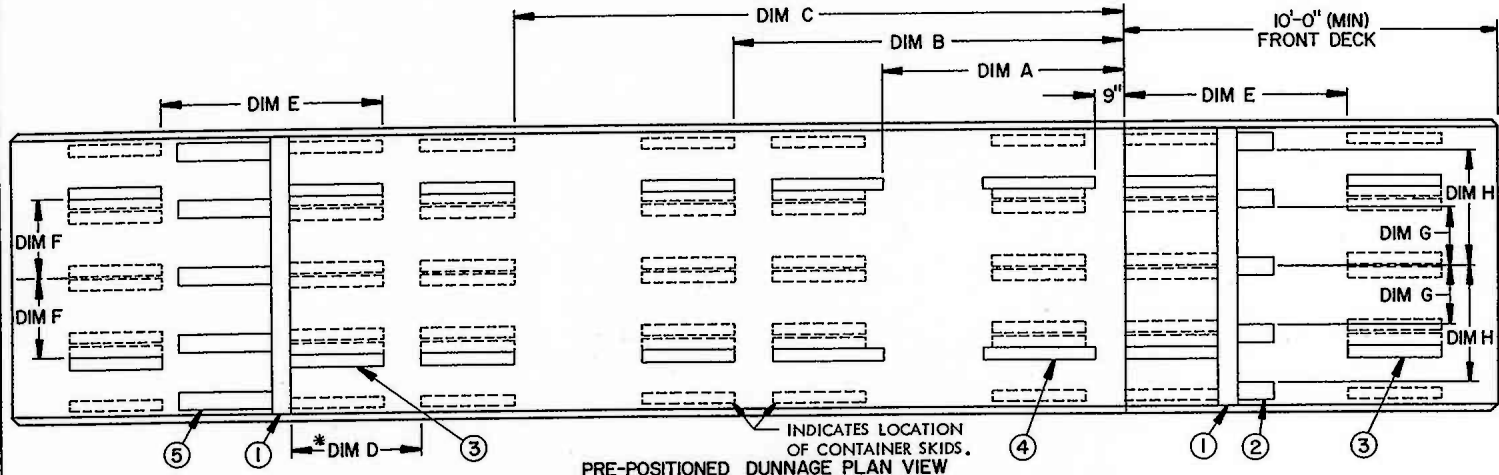 DIM C
10'-0" (MIN)
FRONT DECK
DIM B
DIM A
DIM E
9"
DIM E
DIM H
DIM F
DIM G
DIM F
DIM G
DIM H
5
1
*DIM D
3
INDICATES LOCATION
OF CONTAINER SKIDS.
4
1
2
3
PRE-POSITIONED DUNNAGE PLAN VIEW